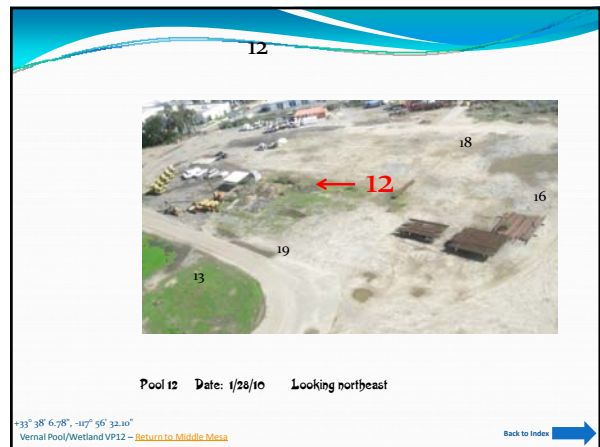 12
18
12
16
19
13
Pool 12 Date: 1/28/10 Looking northeast
+33° 38' 6.78", -117° 56' 32.10"
Vernal Pool/Wetland VP12 – Return to Middle Mesa
Back to Index